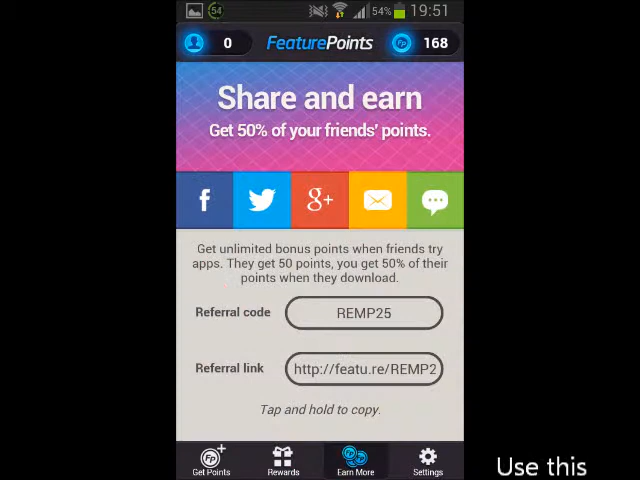 54
54%
19:51
0
FeaturePoints
FP
168
Share and earn
Get 50% of your friends' points.
f
g+
Get unlimited bonus points when friends try
apps. They get 50 points, you get 50% of their
points when they download.
Referral code
REMP25
Referral link
http://featu.re/REMP2
Tap and hold to copy.
FP
Get Points
Rewards
Earn More
Settings
Use this